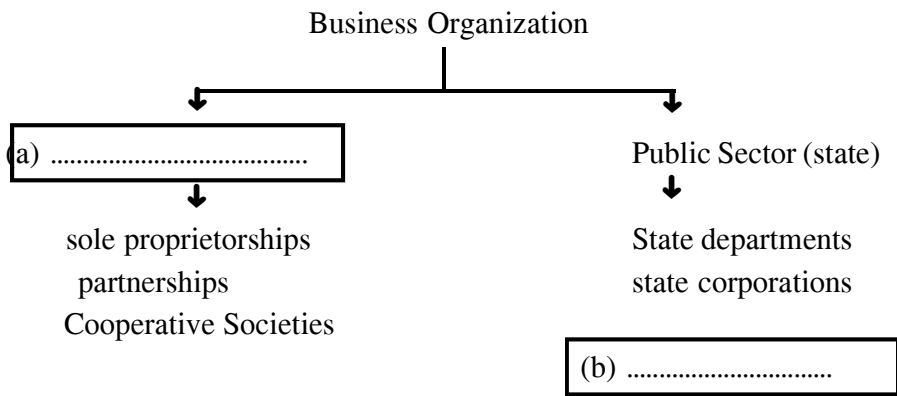 Business Organization
(a) .......................................
Public Sector (state)
sole proprietorships
partnerships
Cooperative Societies
State departments
state corporations
(b) ...............................